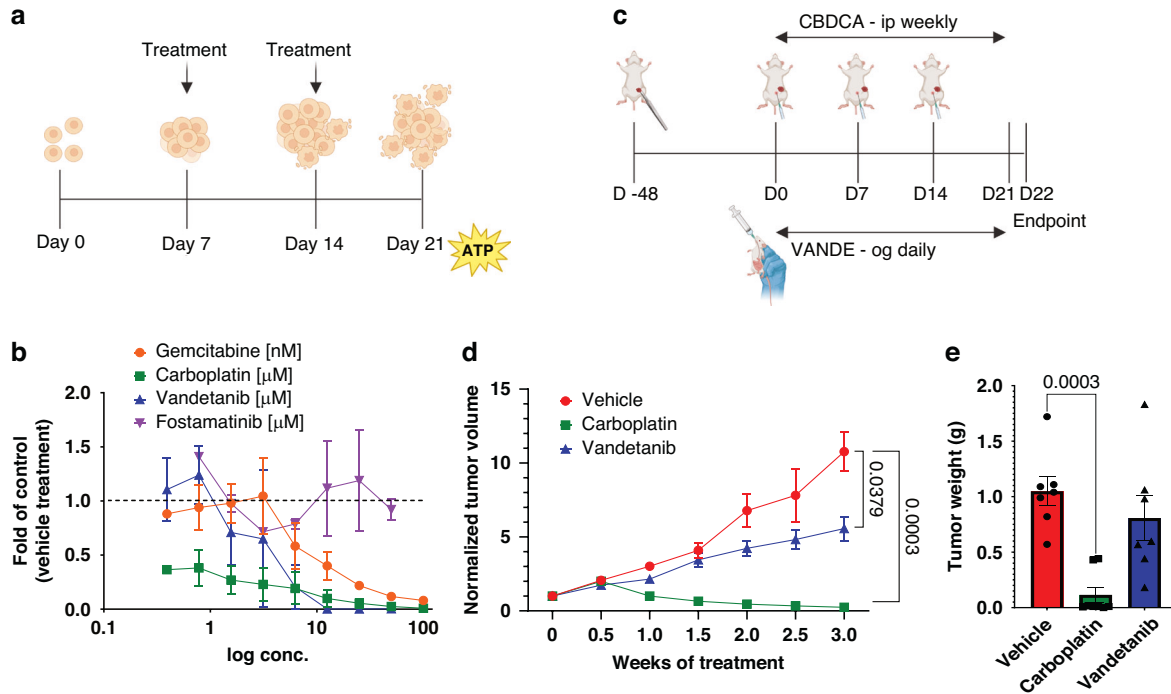 a
Treatment
Treatment
Day 0
Day 7
Day 14
Day 21
ATP
c
CBDCA - ip weekly
D -48
D0
D7
D14
D21
D22
Endpoint
VANDE - og daily
b
Gemcitabine [nM]
Carboplatin [μM]
Vandetanib [μM]
Fostamatinib [μM]
Fold of control
(vehicle treatment)
2.0
1.5
1.0
0.5
0.0
0.1
1
10
100
log conc.
d
Normalized tumor volume
Vehicle
Carboplatin
Vandetanib
15
10
5
0
0
0.5
1.0
1.5
2.0
2.5
3.0
Weeks of treatment
0.0379
0.0003
e
Tumor weight (g)
2.0
1.5
1.0
0.5
0.0
0.0003
Vehicle
Carboplatin
Vandetanib